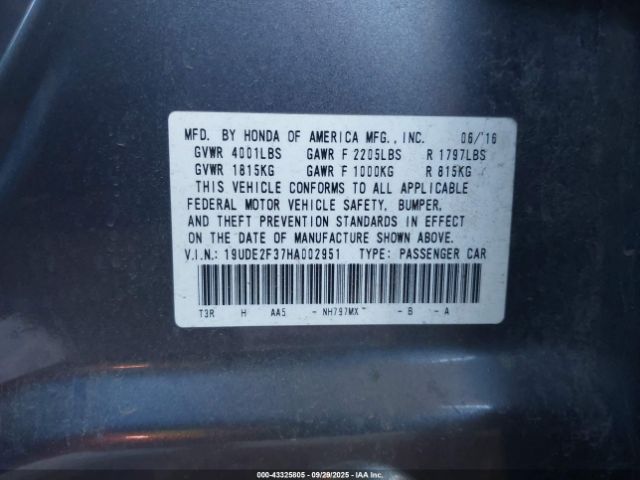 MFD. BY HONDA OF AMERICA MFG., INC. 06/'16
GVWR 4001LBS GAWR F 2205LBS R 1797LBS
GVWR 1815KG GAWR F 1000KG R 815KG
THIS VEHICLE CONFORMS TO ALL APPLICABLE
FEDERAL MOTOR VEHICLE SAFETY, BUMPER,
AND THEFT PREVENTION STANDARDS IN EFFECT
ON THE DATE OF MANUFACTURE SHOWN ABOVE.
V.I.N.: 19UDE2F37HA002951 TYPE: PASSENGER CAR
T3R H AA5 - NH797MX - B - A
000-43325805 - 09/29/2025 - IAAI.COM